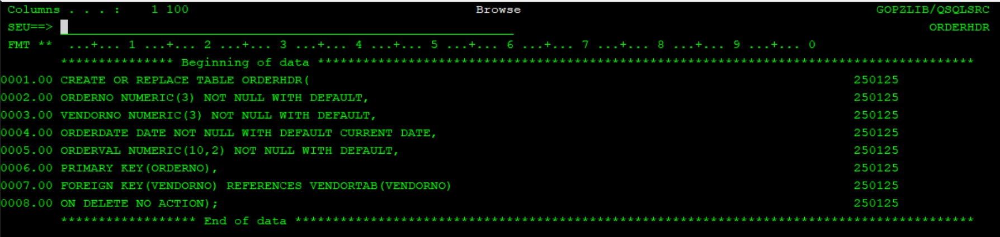 Columns . . . :    1 100                                      Browse                                               GOPZLIB/QSQLSRC
SEU==>                                                                                                                    ORDERHDR
FMT **  ...+... 1 ...+... 2 ...+... 3 ...+... 4 ...+... 5 ...+... 6 ...+... 7 ...+... 8 ...+... 9 ...+... 0
*************** Beginning of data ***************************************************************************************
0001.00 CREATE OR REPLACE TABLE ORDERHDR( 250125
0002.00 ORDERNO NUMERIC(3) NOT NULL WITH DEFAULT, 250125
0003.00 VENDORNO NUMERIC(3) NOT NULL WITH DEFAULT, 250125
0004.00 ORDERDATE DATE NOT NULL WITH DEFAULT CURRENT DATE, 250125
0005.00 ORDERVAL NUMERIC(10,2) NOT NULL WITH DEFAULT, 250125
0006.00 PRIMARY KEY(ORDERNO), 250125
0007.00 FOREIGN KEY(VENDORNO) REFERENCES VENDORTAB(VENDORNO) 250125
0008.00 ON DELETE NO ACTION); 250125
****************** End of data ******************************************************************************************